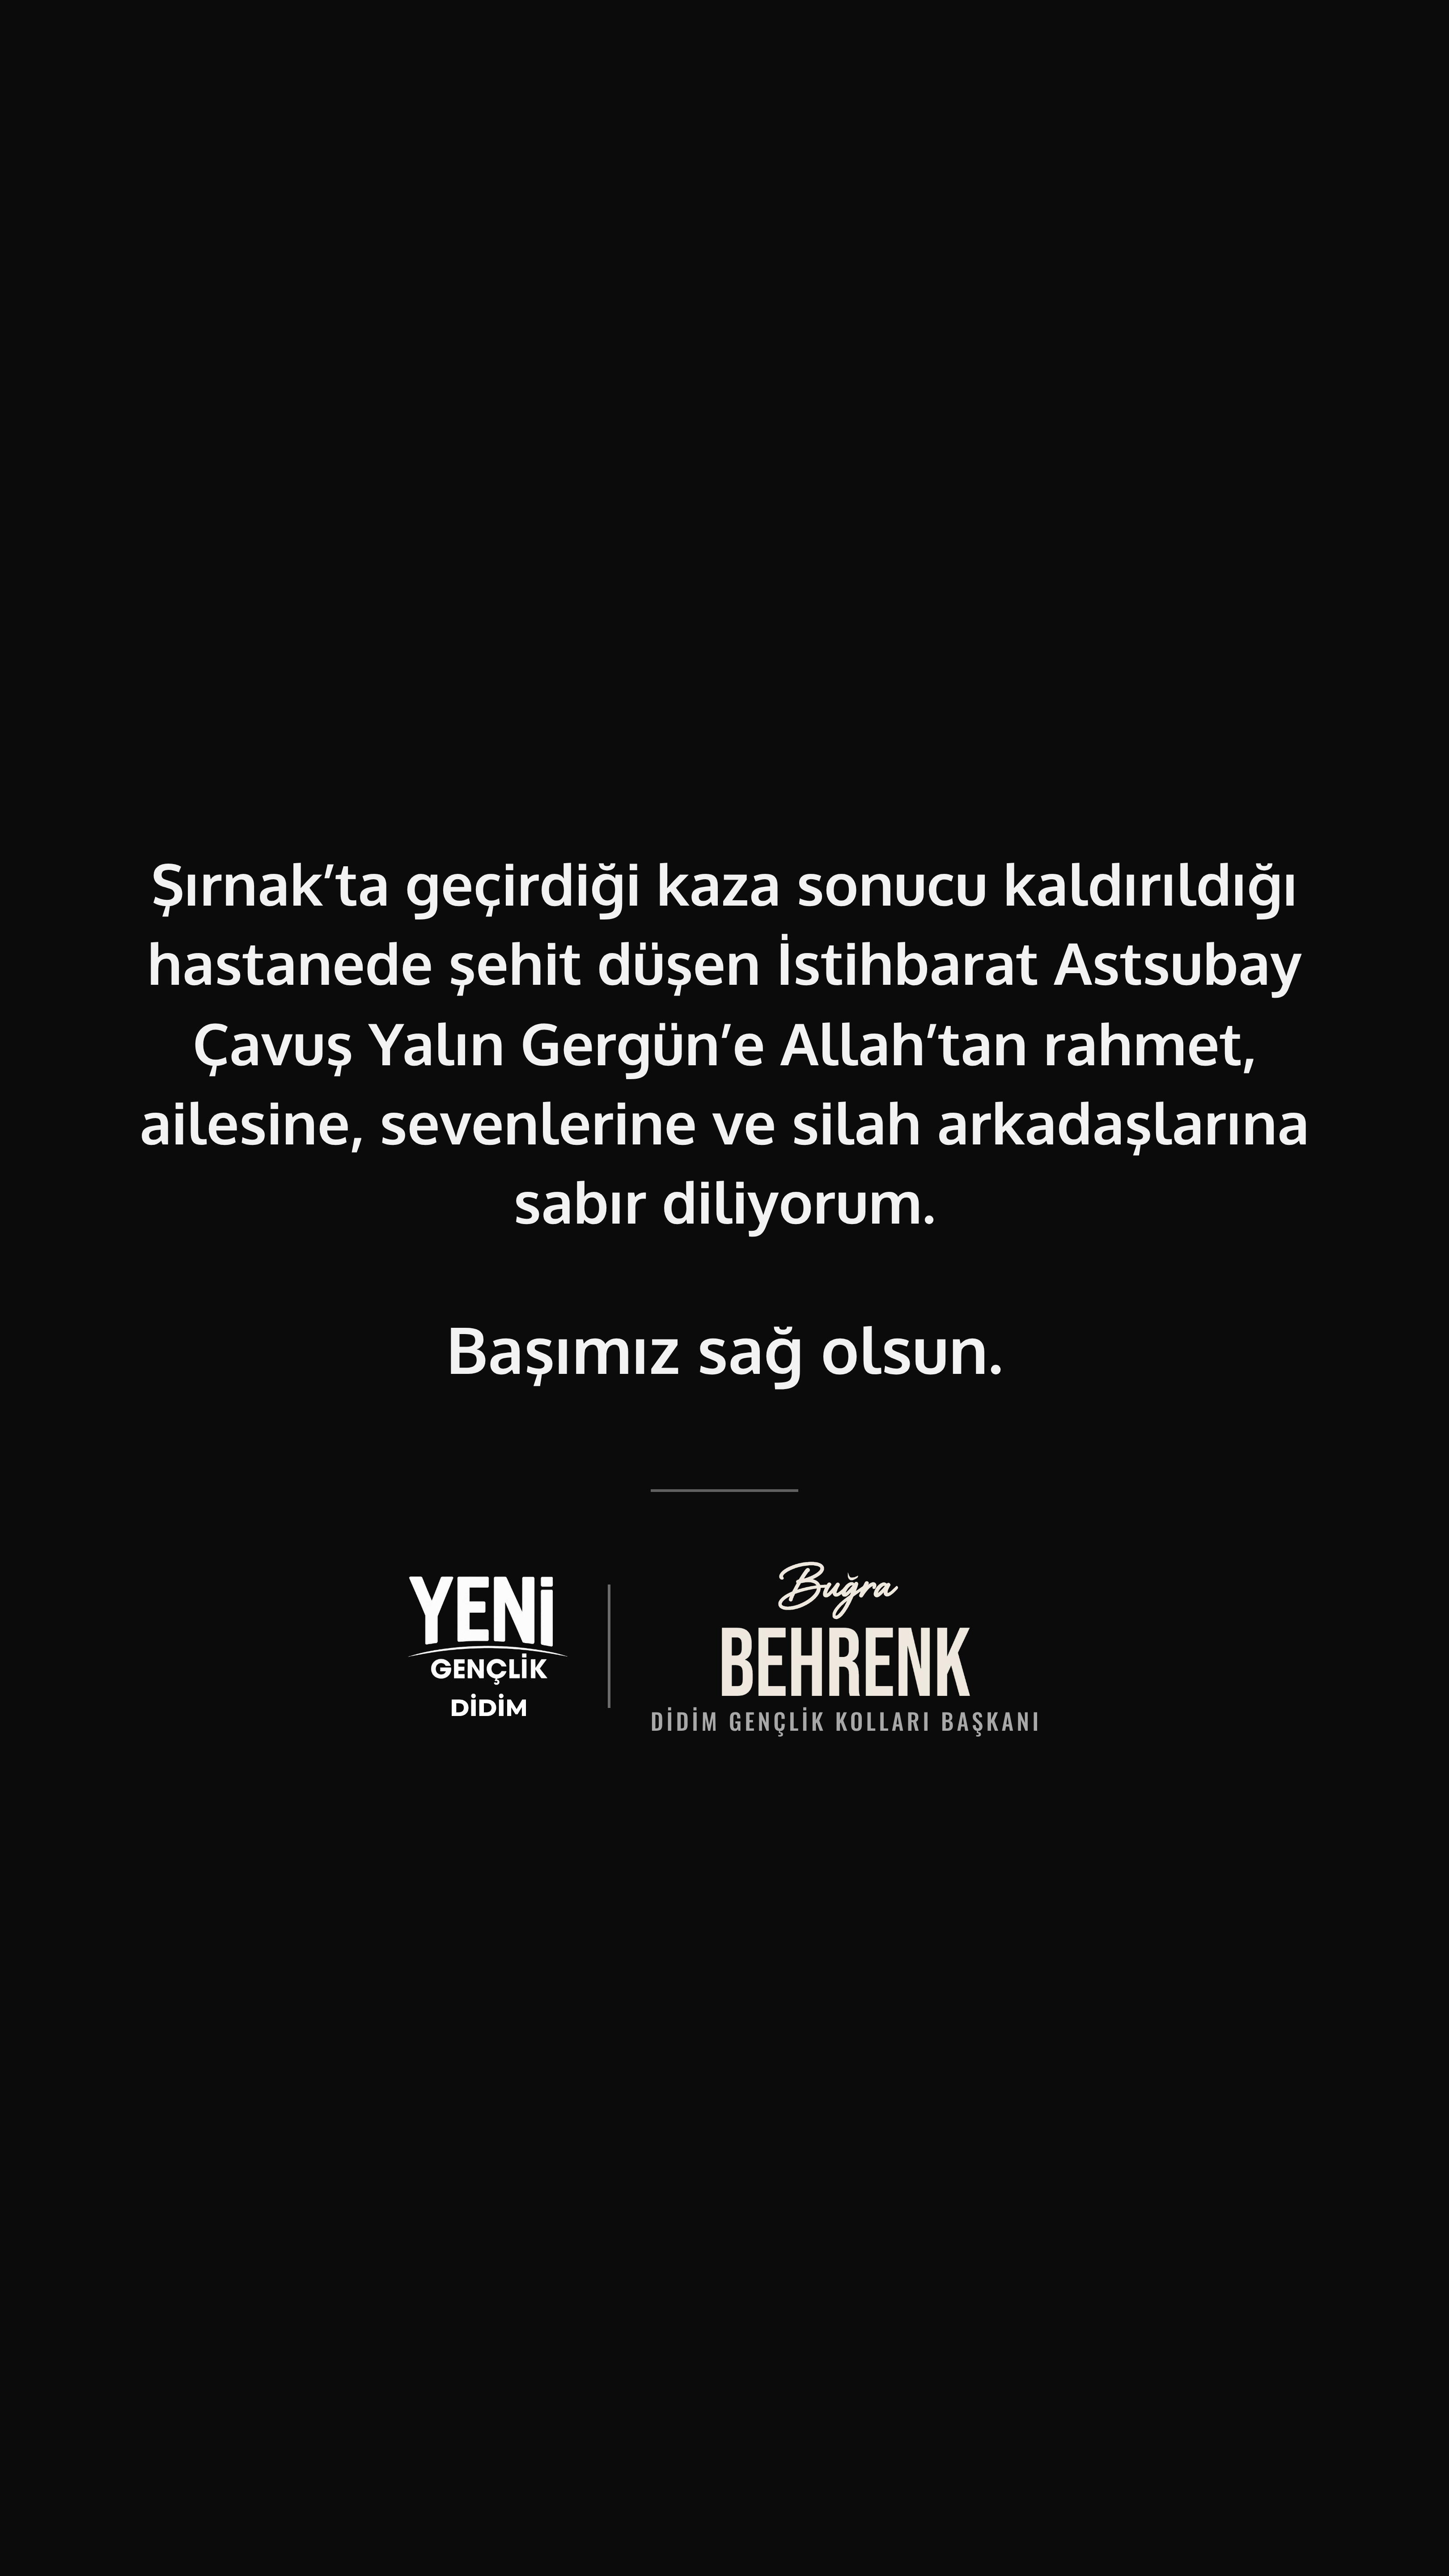 Şırnak’ta geçirdiği kaza sonucu kaldırıldığı
hastanede şehit düşen İstihbarat Astsubay
Çavuş Yalın Gergün’e Allah’tan rahmet,
ailesine, sevenlerine ve silah arkadaşlarına
sabır diliyorum.
Başımız sağ olsun.
YENİ
GENÇLİK
DİDİM
Buğra
BEHRENK
DİDİM GENÇLİK KOLLARI BAŞKANI